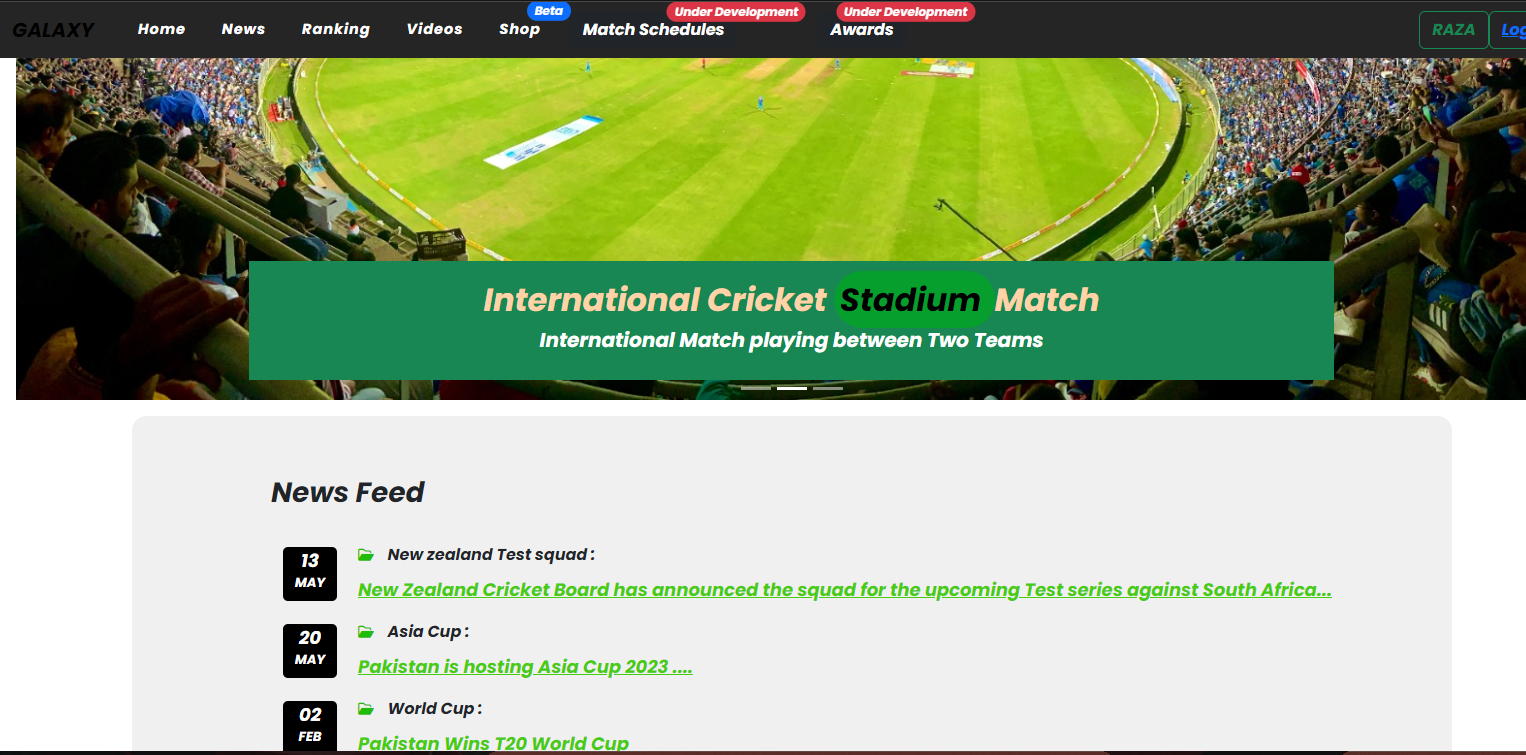 Beta Under Development Under Development
GALAXY Home News Ranking Videos Shop Match Schedules Awards RAZA Log
International Cricket Stadium Match
International Match playing between Two Teams
News Feed
13 New zealand Test squad :
MAY New Zealand Cricket Board has announced the squad for the upcoming Test series against South Africa...
20 Asia Cup :
MAY Pakistan is hosting Asia Cup 2023 ....
02 World Cup :
FEB Pakistan Wins T20 World Cup